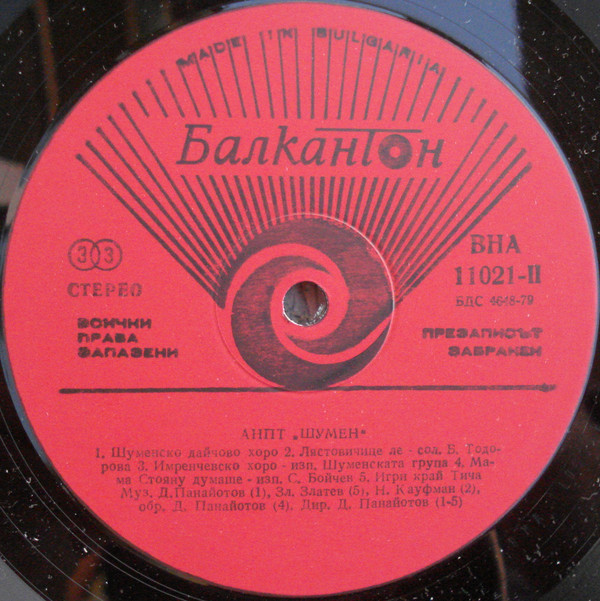 MADE IN BULGARIA
Балкантон
33
СТЕРЕО
ВНА
11021-II
БДС 4648-79
ВСИЧКИ
ПРАВА
ЗАПАЗЕНИ
ПРЕЗАПИСЪТ
ЗАБРАНЕН
АНПТ „ШУМЕН“
1. Шуменско дайчово хоро 2. Лястовичице ле - сол. Б. Тодо-
рова 3. Имренчевско хоро - изп. Шуменската група 4. Ма-
ма Стояну думаше - изп. С. Бойчев 5. Игри край Тича
Муз. Д.Панайотов (1), Зл. Златев (5), Н. Кауфман (2),
обр. Д. Панайотов (4), Дир. Д. Панайотов (1-5)